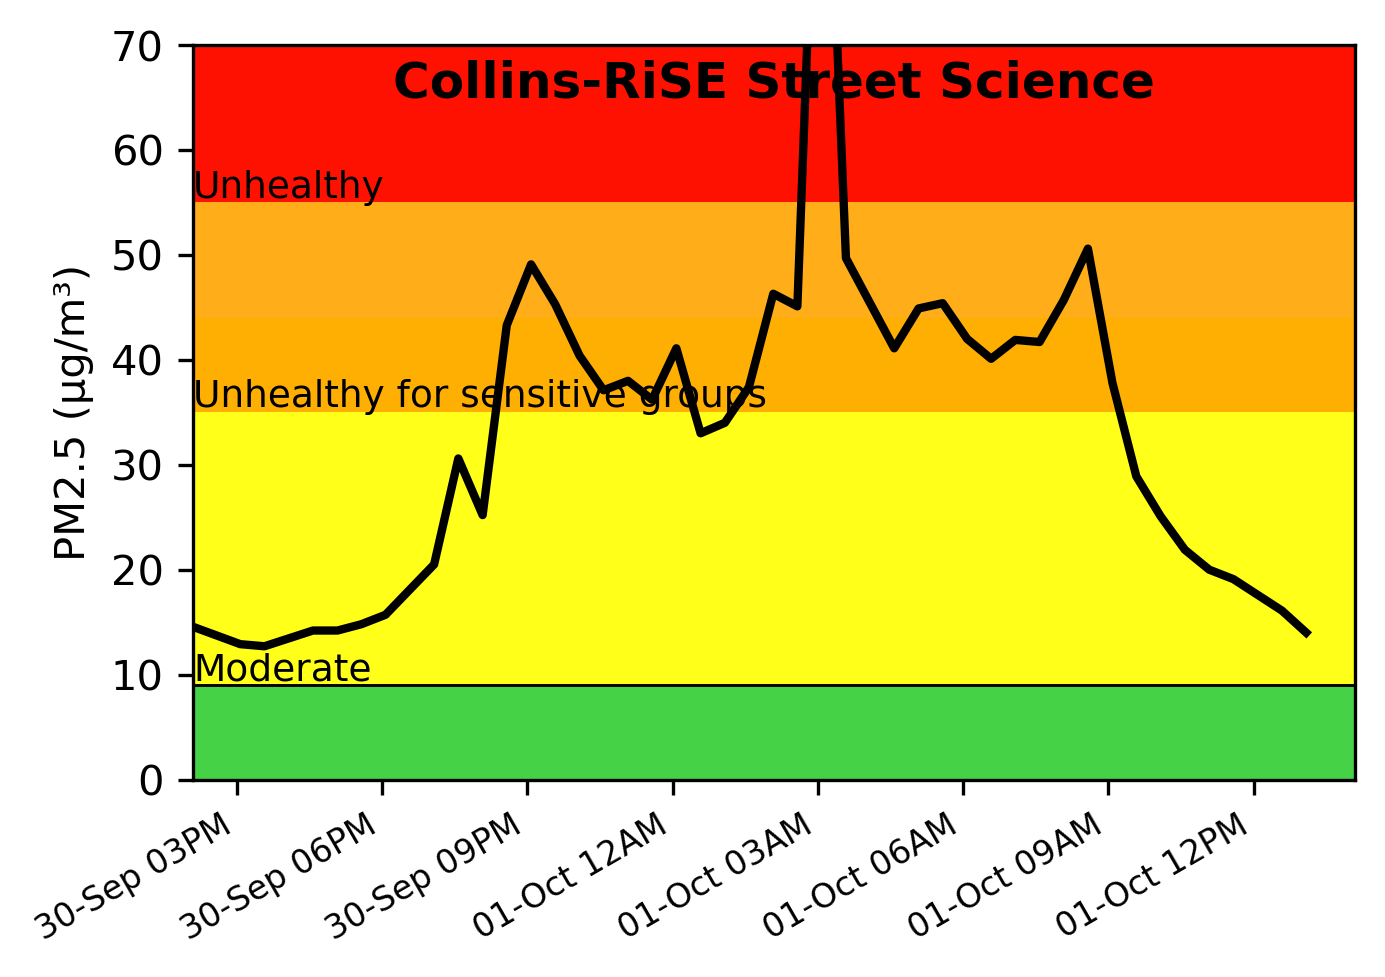 Collins-RiSE Street Science
70
60
Unhealthy
50
40
Unhealthy for sensitive groups
30
20
Moderate
10
0
PM2.5 (µg/m³)
30-Sep 03PM
30-Sep 06PM
30-Sep 09PM
01-Oct 12AM
01-Oct 03AM
01-Oct 06AM
01-Oct 09AM
01-Oct 12PM